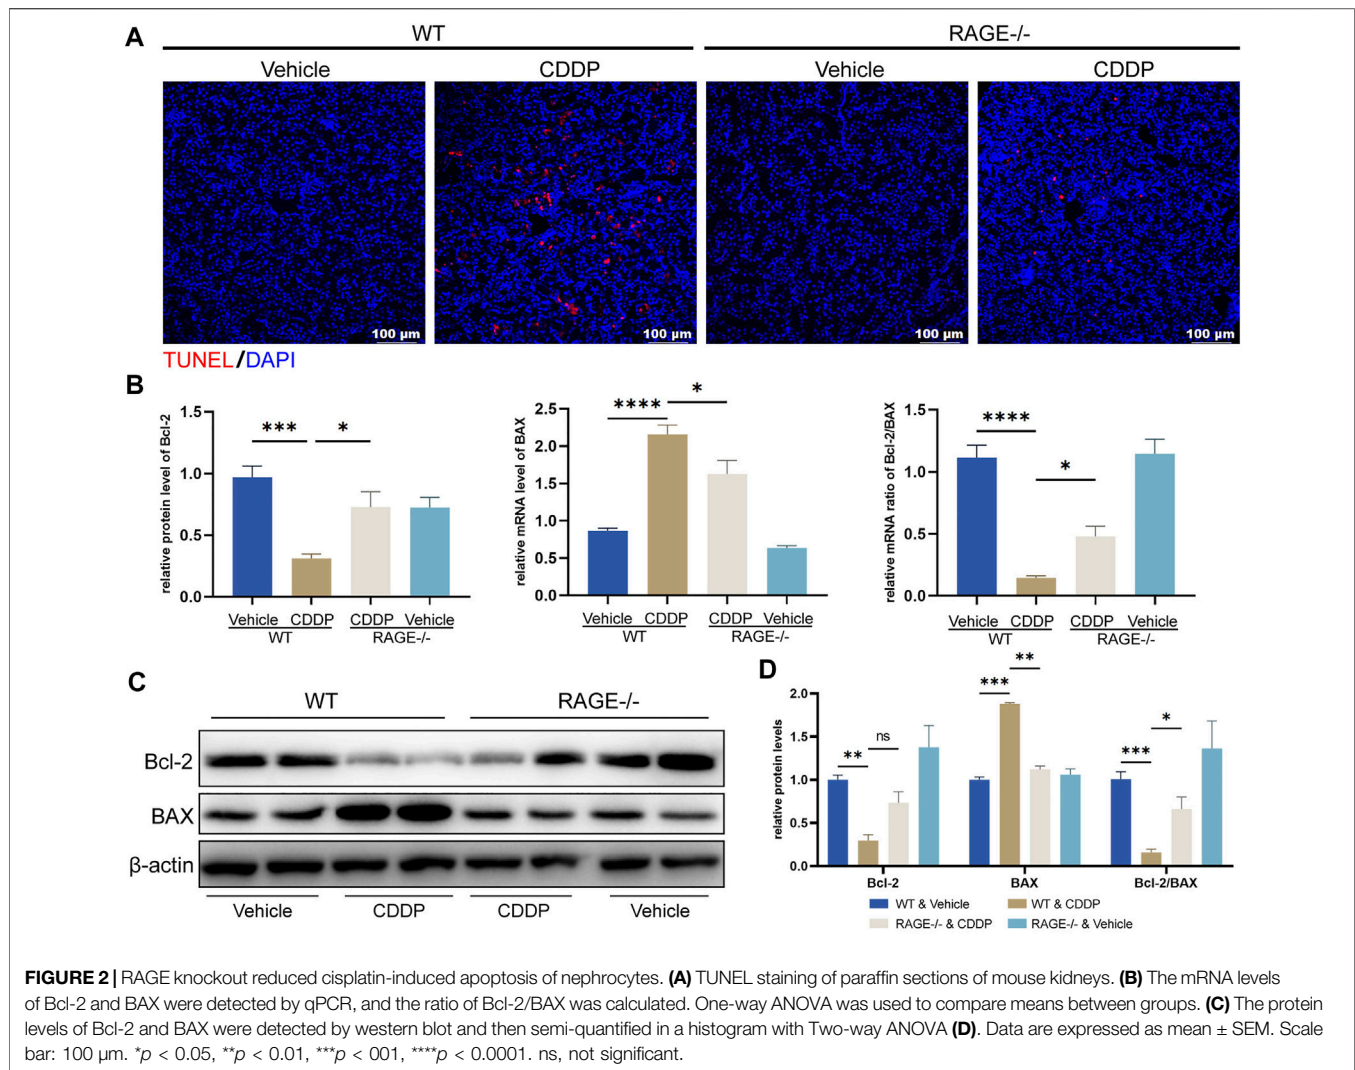 A
WT
RAGE-/-
Vehicle
CDDP
Vehicle
CDDP
100 µm
100 µm
100 µm
100 µm
TUNEL/DAPI
B
relative protein level of Bcl-2
1.5
1.0
0.5
0.0
***
*
Vehicle CDDP CDDP Vehicle
WT RAGE-/-
relative mRNA level of BAX
2.5
2.0
1.5
1.0
0.5
0.0
****
*
Vehicle CDDP CDDP Vehicle
WT RAGE-/-
relative mRNA ratio of Bcl-2/BAX
1.5
1.0
0.5
0.0
****
*
Vehicle CDDP CDDP Vehicle
WT RAGE-/-
C
WT RAGE-/-
Bcl-2
BAX
β-actin
Vehicle CDDP CDDP Vehicle
D
relative protein levels
2.0
1.5
1.0
0.5
0.0
**
ns
***
**
***
*
Bcl-2 BAX Bcl-2/BAX
WT & Vehicle WT & CDDP
RAGE-/- & CDDP RAGE-/- & Vehicle
FIGURE 2 | RAGE knockout reduced cisplatin-induced apoptosis of nephrocytes. (A) TUNEL staining of paraffin sections of mouse kidneys. (B) The mRNA levels
of Bcl-2 and BAX were detected by qPCR, and the ratio of Bcl-2/BAX was calculated. One-way ANOVA was used to compare means between groups. (C) The protein
levels of Bcl-2 and BAX were detected by western blot and then semi-quantified in a histogram with Two-way ANOVA (D). Data are expressed as mean ± SEM. Scale
bar: 100 µm. *p < 0.05, **p < 0.01, ***p < 001, ****p < 0.0001. ns, not significant.